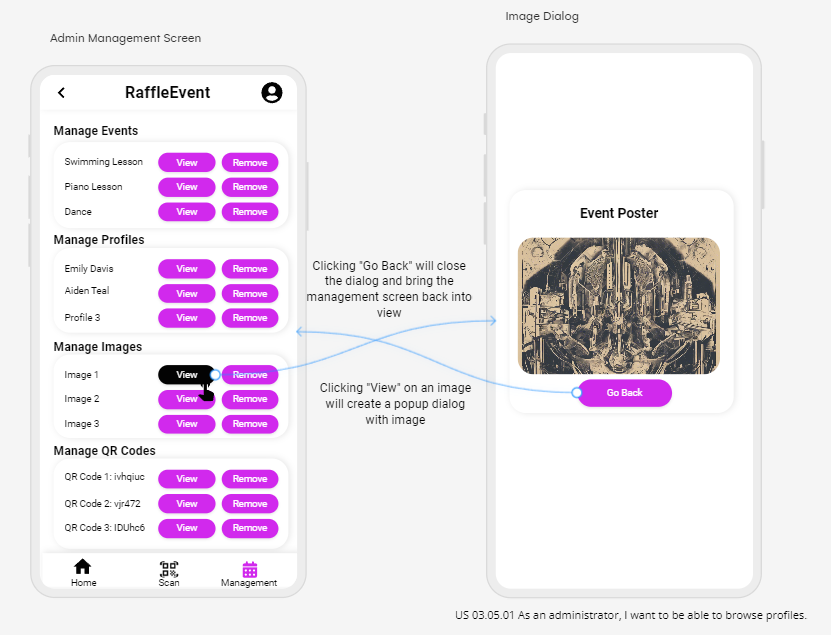 Image Dialog
Admin Management Screen
RaffleEvent
Manage Events
Swimming Lesson View Remove
Piano Lesson View Remove
Dance View Remove
Manage Profiles
Emily Davis View Remove
Aiden Teal View Remove
Profile 3 View Remove
Manage Images
Image 1 View Remove
Image 2 View Remove
Image 3 View Remove
Manage QR Codes
QR Code 1: ivhqiuc View Remove
QR Code 2: vjr472 View Remove
QR Code 3: IDUhc6 View Remove
Home Scan Management
Clicking "Go Back" will close
the dialog and bring the
management screen back into
view
Clicking "View" on an image
will create a popup dialog
with image
Event Poster
Go Back
US 03.05.01 As an administrator, I want to be able to browse profiles.